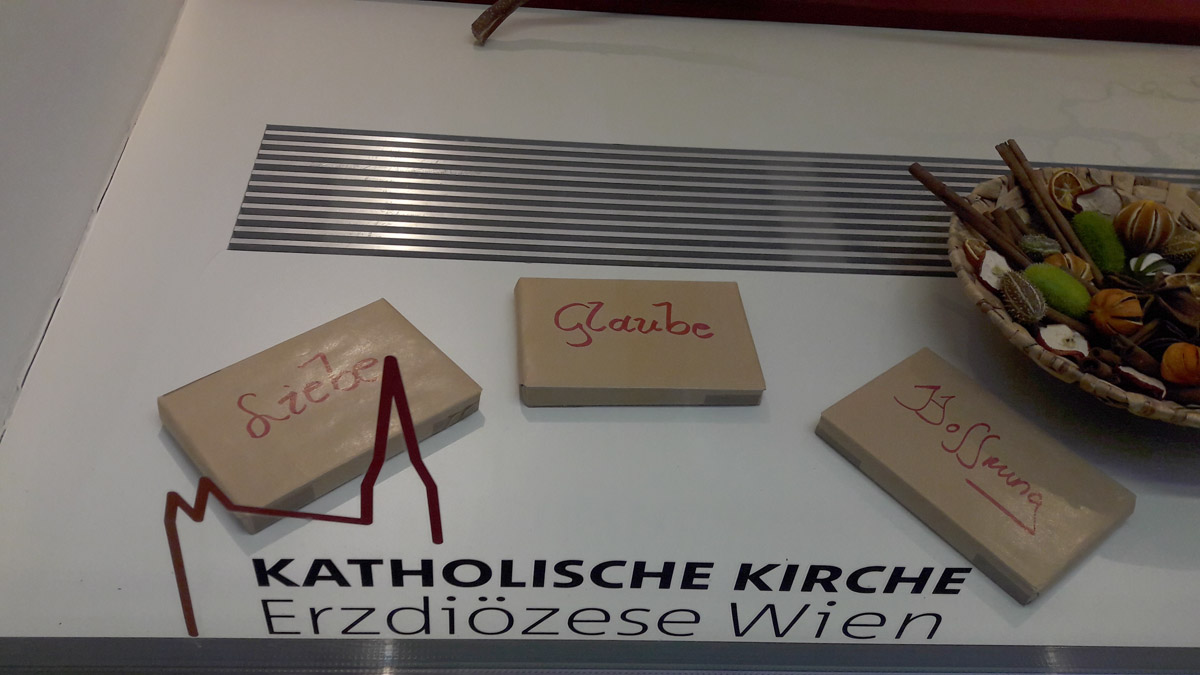 Liebe
Glaube
Hoffnung
KATHOLISCHE KIRCHE
Erzdiözese Wien